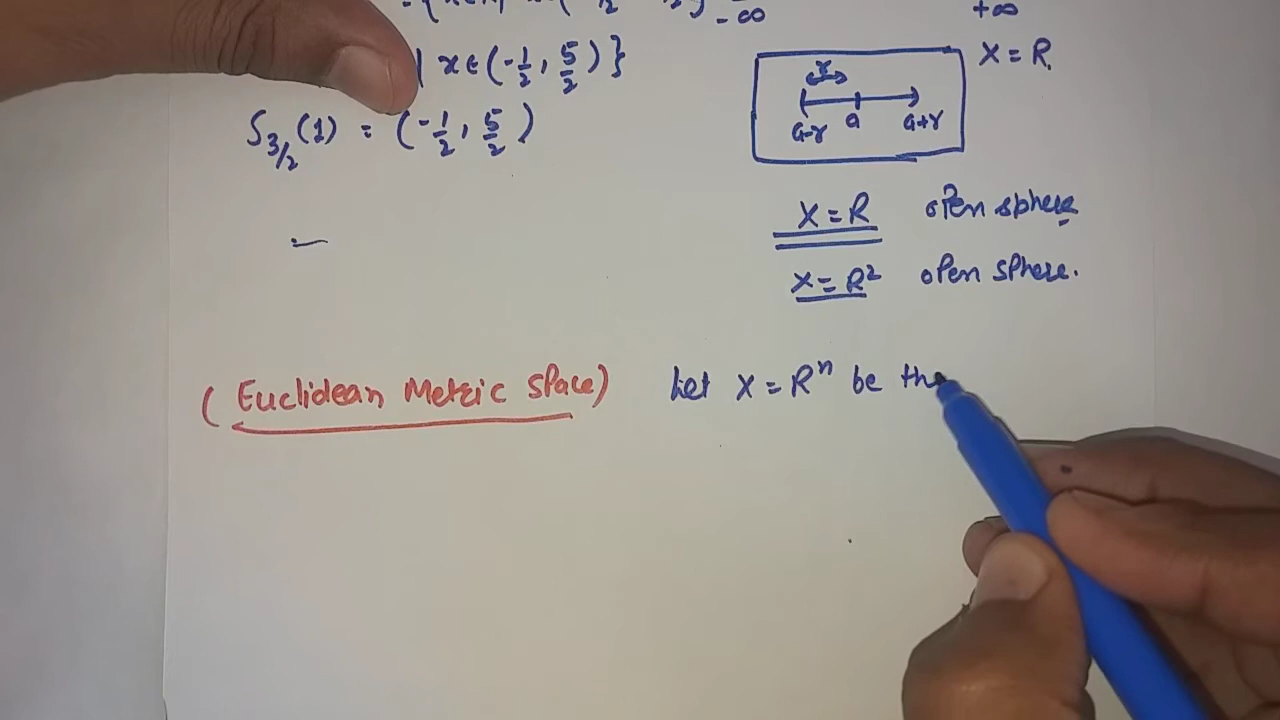 -∞
+∞
| x ∈ (-1/2, 5/2) }
X = R.
r
a-r a a+r
S3/2 (1) = (-1/2, 5/2)
X = R open sphere
X = R² open sphere.
(Euclidean Metric space) Let X = Rⁿ be the